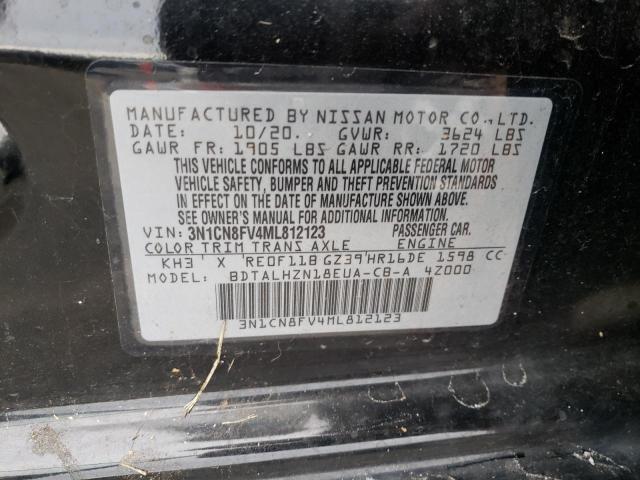 MANUFACTURED BY NISSAN MOTOR CO.,LTD.
DATE: 10/20. GVWR: 3624 LBS
GAWR FR: 1905 LBS GAWR RR: 1720 LBS
THIS VEHICLE CONFORMS TO ALL APPLICABLE FEDERAL MOTOR
VEHICLE SAFETY, BUMPER AND THEFT PREVENTION STANDARDS
IN EFFECT ON THE DATE OF MANUFACTURE SHOWN ABOVE.
SEE OWNER'S MANUAL FOR ADDITIONAL INFORMATION.
VIN: 3N1CN8FV4ML812123 PASSENGER CAR.
COLOR TRIM TRANS AXLE ENGINE
KH3 X RE0F11B GZ39 HR16DE 1598 CC
MODEL BDTALHZN18EUA-CB-A 4Z000
3N1CN8FV4ML812123